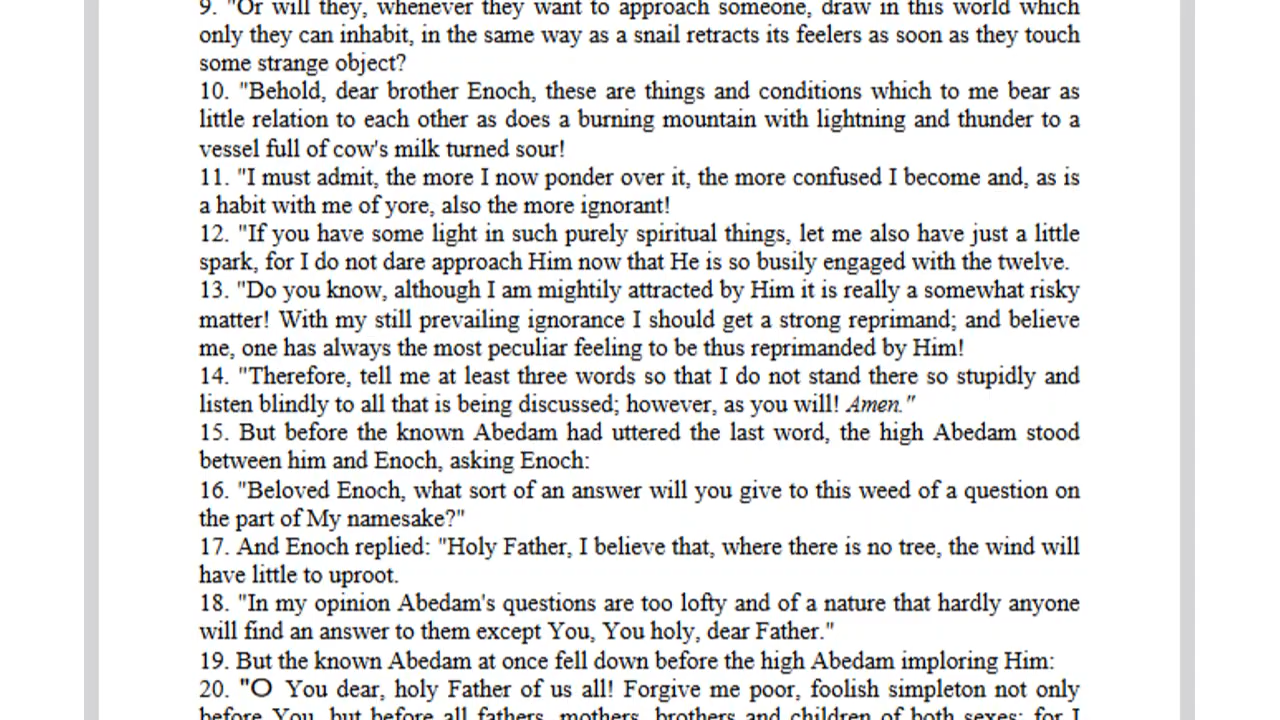 9. "Or will they, whenever they want to approach someone, draw in this world which
only they can inhabit, in the same way as a snail retracts its feelers as soon as they touch
some strange object?
10. "Behold, dear brother Enoch, these are things and conditions which to me bear as
little relation to each other as does a burning mountain with lightning and thunder to a
vessel full of cow's milk turned sour!
11. "I must admit, the more I now ponder over it, the more confused I become and, as is
a habit with me of yore, also the more ignorant!
12. "If you have some light in such purely spiritual things, let me also have just a little
spark, for I do not dare approach Him now that He is so busily engaged with the twelve.
13. "Do you know, although I am mightily attracted by Him it is really a somewhat risky
matter! With my still prevailing ignorance I should get a strong reprimand; and believe
me, one has always the most peculiar feeling to be thus reprimanded by Him!
14. "Therefore, tell me at least three words so that I do not stand there so stupidly and
listen blindly to all that is being discussed; however, as you will! Amen."
15. But before the known Abedam had uttered the last word, the high Abedam stood
between him and Enoch, asking Enoch:
16. "Beloved Enoch, what sort of an answer will you give to this weed of a question on
the part of My namesake?"
17. And Enoch replied: "Holy Father, I believe that, where there is no tree, the wind will
have little to uproot.
18. "In my opinion Abedam's questions are too lofty and of a nature that hardly anyone
will find an answer to them except You, You holy, dear Father."
19. But the known Abedam at once fell down before the high Abedam imploring Him:
20. "O You dear, holy Father of us all! Forgive me poor, foolish simpleton not only
before You, but before all fathers, mothers, brothers and children of both sexes; for I